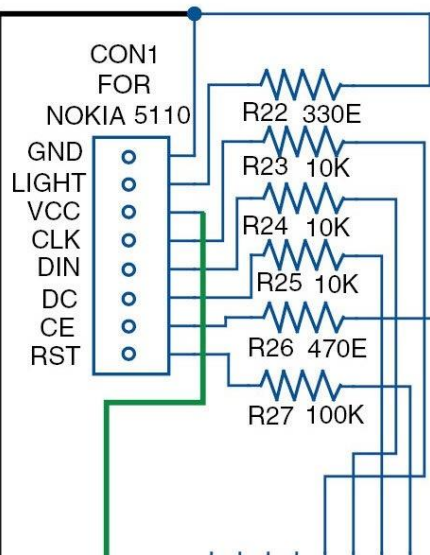 CON1
FOR
NOKIA 5110
GND
LIGHT
VCC
CLK
DIN
DC
CE
RST
R22 330E
R23 10K
R24 10K
R25 10K
R26 470E
R27 100K